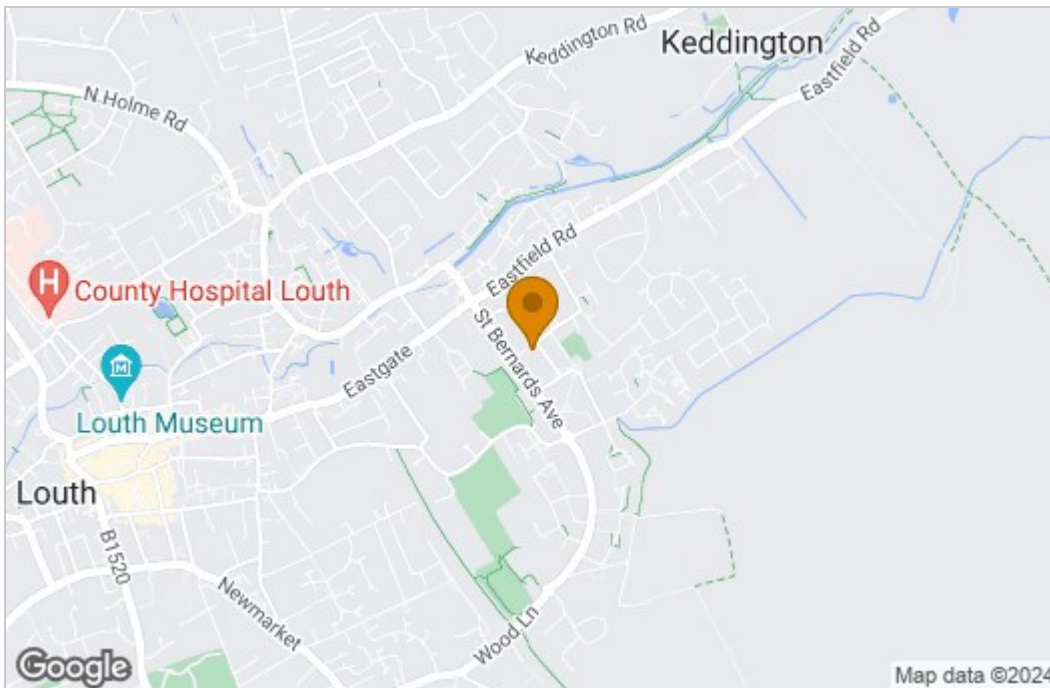 Keddington Rd
Keddington
Eastfield Rd
N Holme Rd
Eastfield Rd
H
County Hospital Louth
St Bernards Ave
Eastgate
M
Louth Museum
Louth
B1520
Newmarket
Wood Ln
Google
Map data ©2024